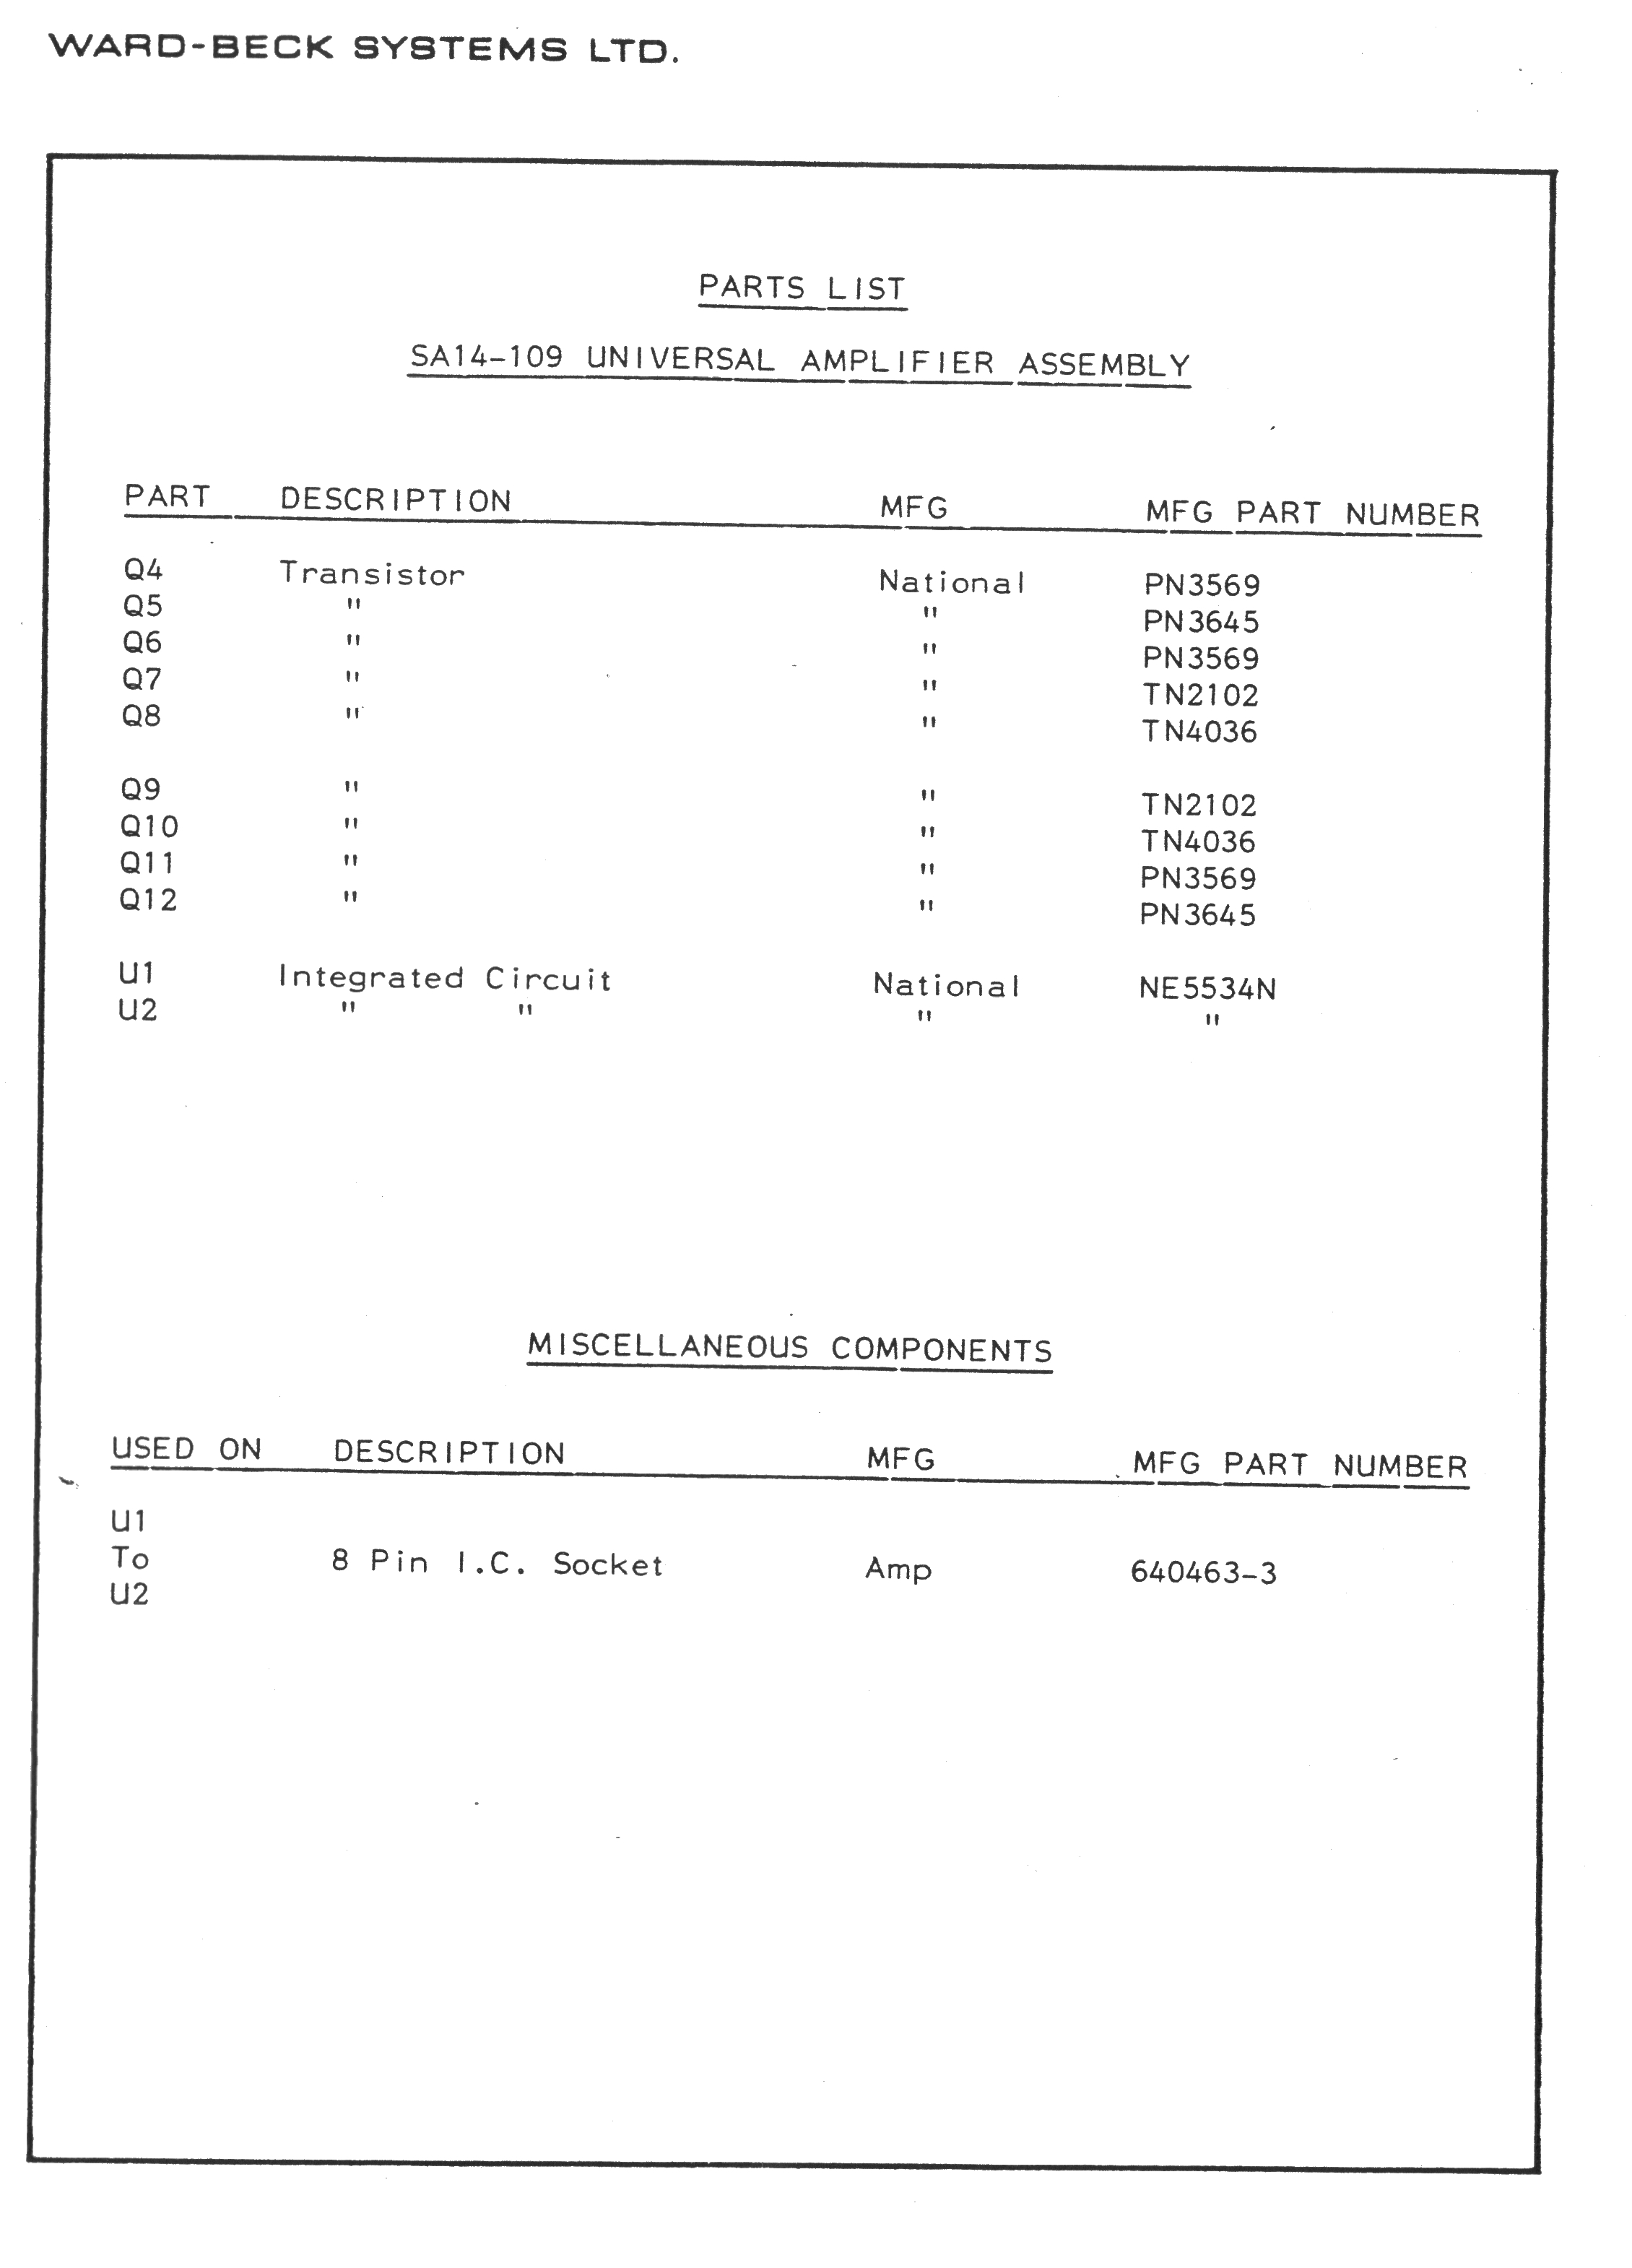 WARD-BECK SYSTEMS LTD.
PARTS LIST
SA14-109 UNIVERSAL AMPLIFIER ASSEMBLY
PART DESCRIPTION MFG MFG PART NUMBER
Q4 Transistor National PN3569
Q5 " " PN3645
Q6 " " PN3569
Q7 " " TN2102
Q8 " " TN4036
Q9 " " TN2102
Q10 " " TN4036
Q11 " " PN3569
Q12 " " PN3645
U1 Integrated Circuit National NE5534N
U2 " " " "
MISCELLANEOUS COMPONENTS
USED ON DESCRIPTION MFG MFG PART NUMBER
U1
To 8 Pin I.C. Socket Amp 640463-3
U2